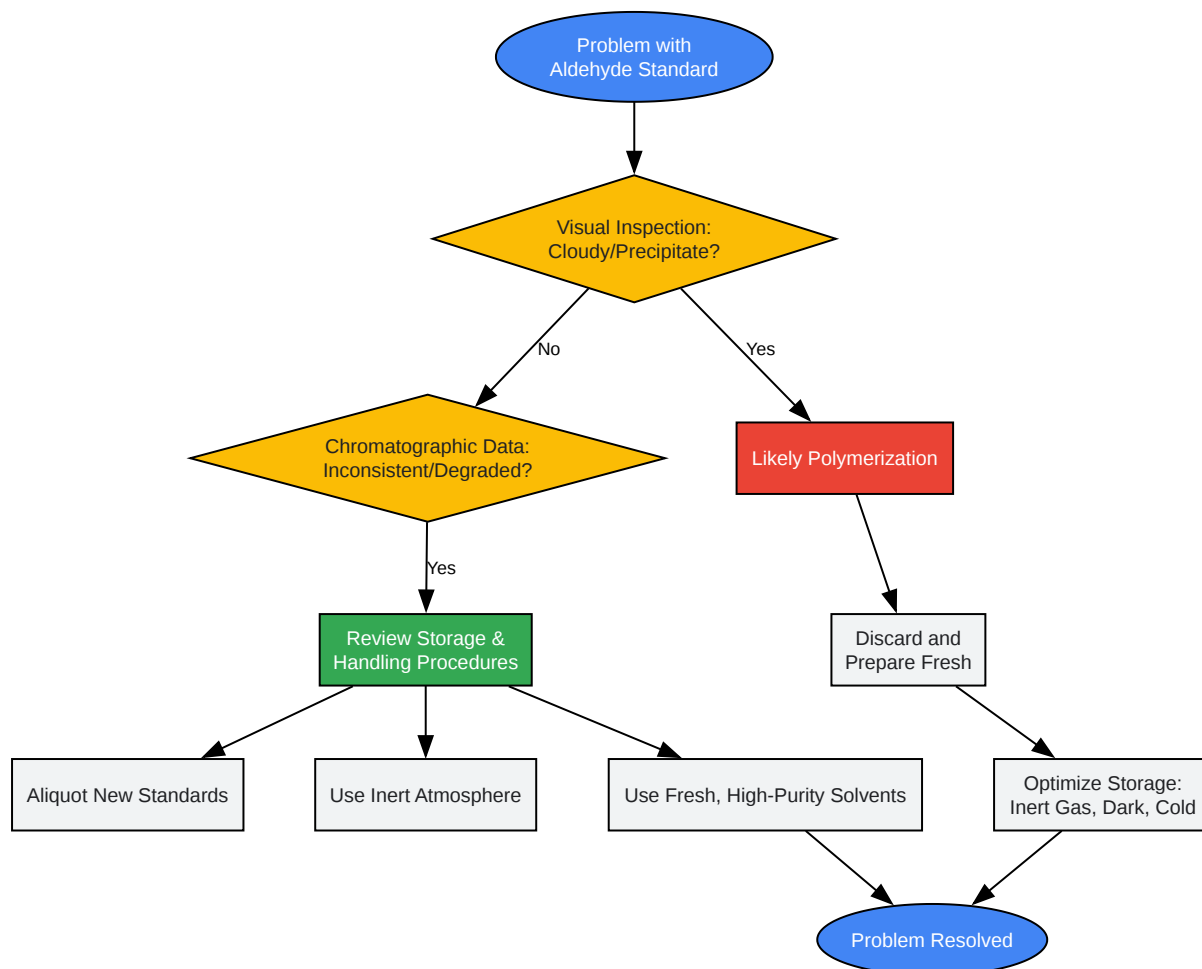 Problem with
Aldehyde Standard
Visual Inspection:
Cloudy/Precipitate?
No
Yes
Chromatographic Data:
Inconsistent/Degraded?
Likely Polymerization
Yes
Review Storage &
Handling Procedures
Discard and
Prepare Fresh
Aliquot New Standards
Use Inert Atmosphere
Use Fresh, High-Purity Solvents
Optimize Storage:
Inert Gas, Dark, Cold
Problem Resolved